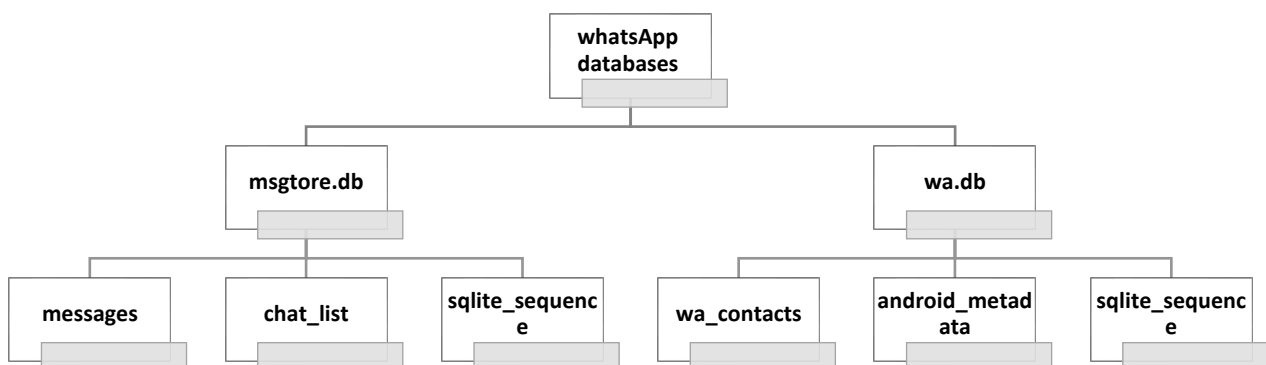 whatsApp
databases
msgtore.db
wa.db
messages
chat_list
sqlite_sequenc
e
wa_contacts
android_metad
ata
sqlite_sequenc
e